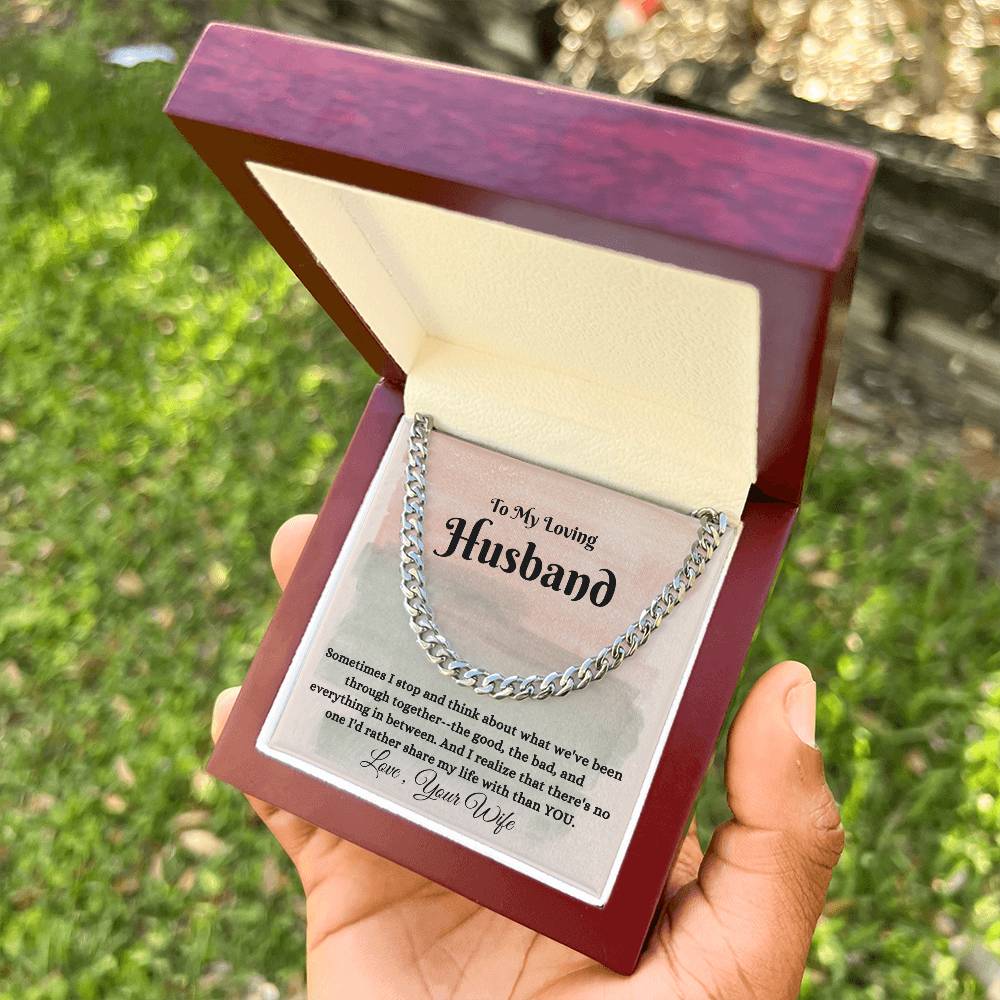 To My Loving
Husband
Sometimes I stop and think about what we've been
through together--the good, the bad, and
everything in between. And I realize that there's no
one I'd rather share my life with than YOU.
Love, Your Wife